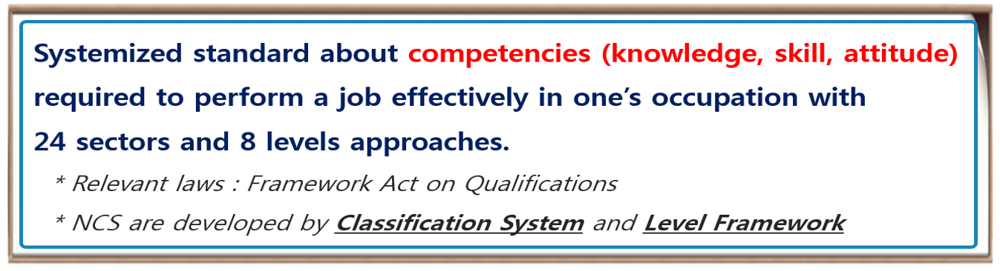 Systemized standard about competencies (knowledge, skill, attitude)
required to perform a job effectively in one’s occupation with
24 sectors and 8 levels approaches.
* Relevant laws : Framework Act on Qualifications
* NCS are developed by Classification System and Level Framework